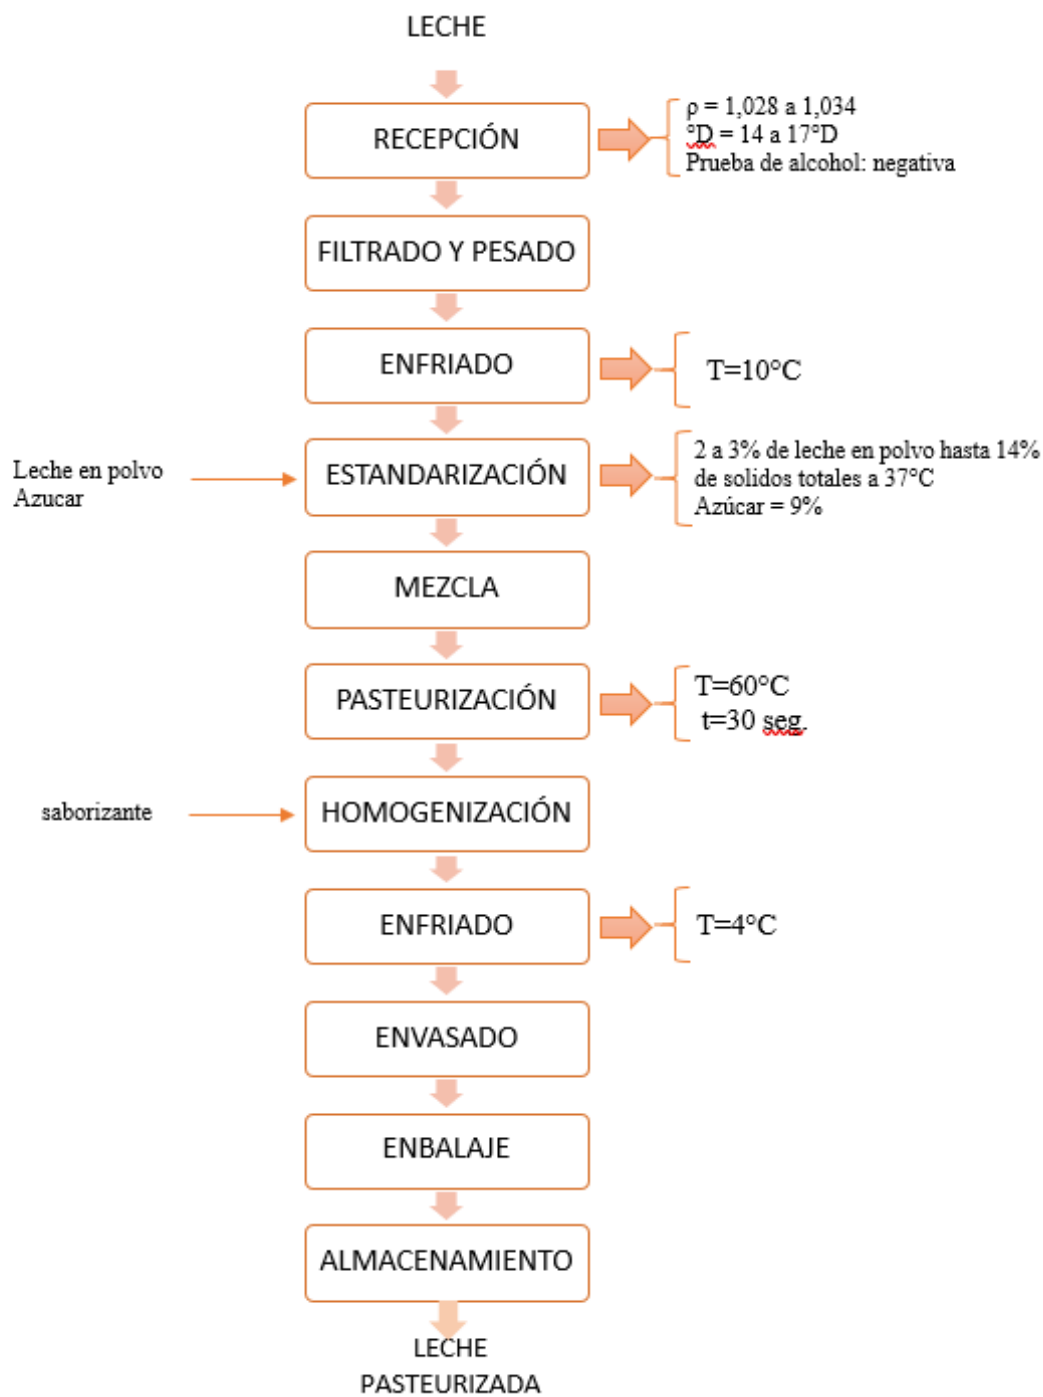 LECHE
RECEPCIÓN
ρ = 1,028 a 1,034
°D = 14 a 17°D
Prueba de alcohol: negativa
FILTRADO Y PESADO
ENFRIADO
T=10°C
Leche en polvo
Azucar
ESTANDARIZACIÓN
2 a 3% de leche en polvo hasta 14%
de solidos totales a 37°C
Azúcar = 9%
MEZCLA
PASTEURIZACIÓN
T=60°C
t=30 seg.
saborizante
HOMOGENIZACIÓN
ENFRIADO
T=4°C
ENVASADO
ENBALAJE
ALMACENAMIENTO
LECHE
PASTEURIZADA